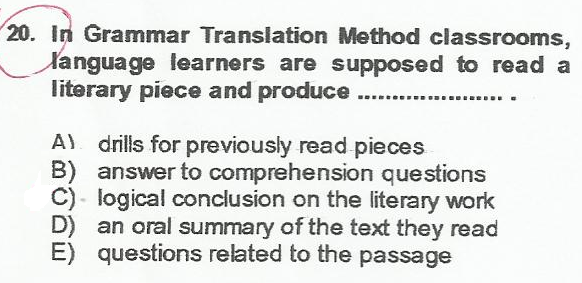 20. In Grammar Translation Method classrooms,
language learners are supposed to read a
literary piece and produce ...................... .
A) drills for previously read pieces
B) answer to comprehension questions
C) logical conclusion on the literary work
D) an oral summary of the text they read
E) questions related to the passage